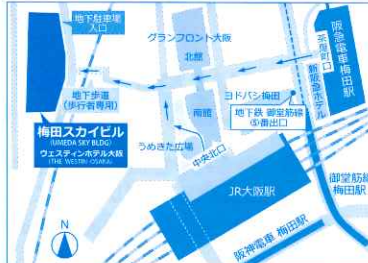 地下駐車場
入口
グランフロント大阪
北館
阪急電車梅田駅
茶屋町口
新阪急ホテル
地下歩道
(歩行者専用)
ヨドバシ梅田
地下鉄 御堂筋線
⑤番出口
南館
梅田スカイビル
(UMEDA SKY BLDG)
ウェスティンホテル大阪
(THE WESTIN OSAKA)
うめきた広場
中央北口
JR大阪駅
御堂筋線
梅田駅
阪神電車 梅田駅
N